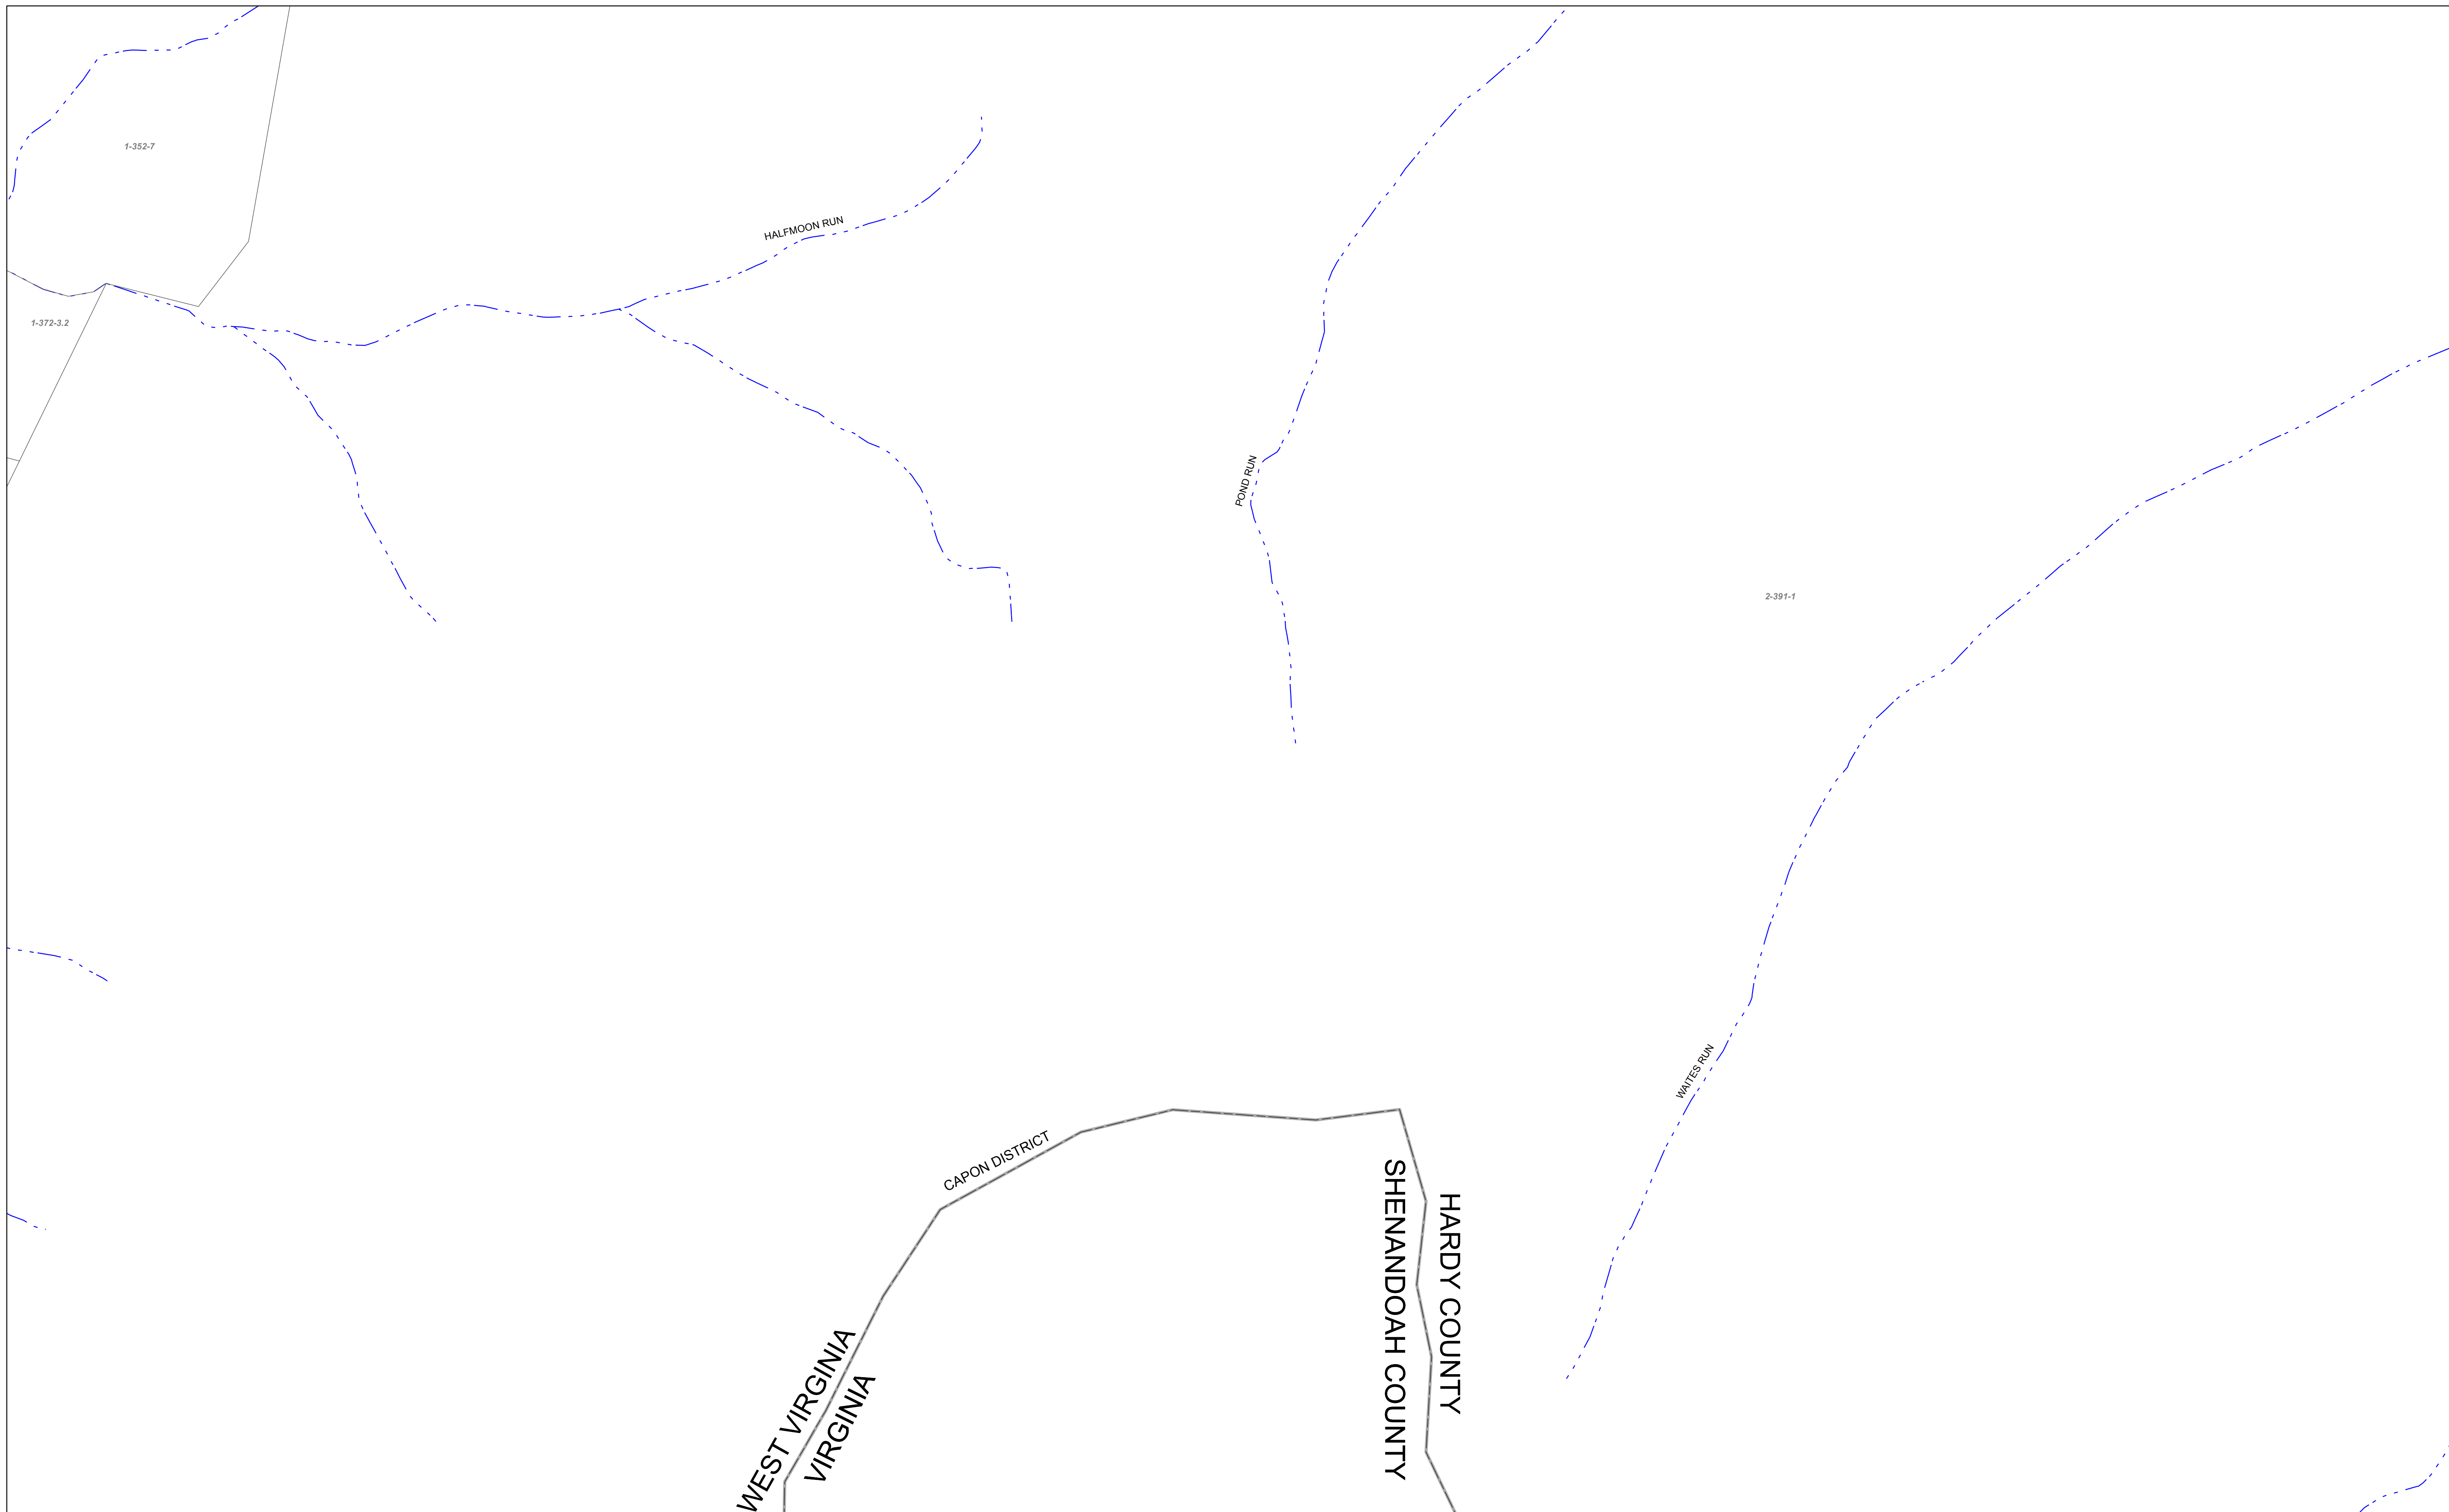 1-352-7
HALFMOON RUN
1-372-3.2
POND RUN
2-391-1
WAITES RUN
CAPON DISTRICT
SHENANDOAH COUNTY
HARDY COUNTY
WEST VIRGINIA
VIRGINIA